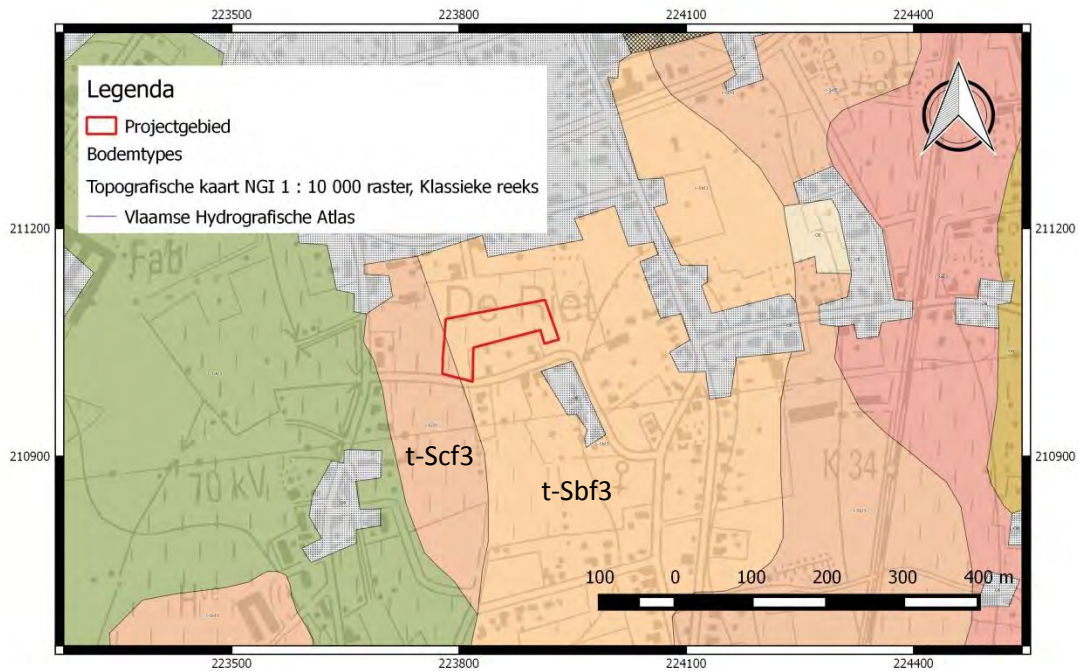 223500 223800 224100 224400
Legenda
Projectgebied
Bodemtypes
Topografische kaart NGI 1 : 10 000 raster, Klassieke reeks
Vlaamse Hydrografische Atlas
211200 211200
Fab
De Riet
210900 210900
t-Scf3
70 kV
t-Sbf3
K 34
100 0 100 200 300 400 m
223500 223800 224100 224400